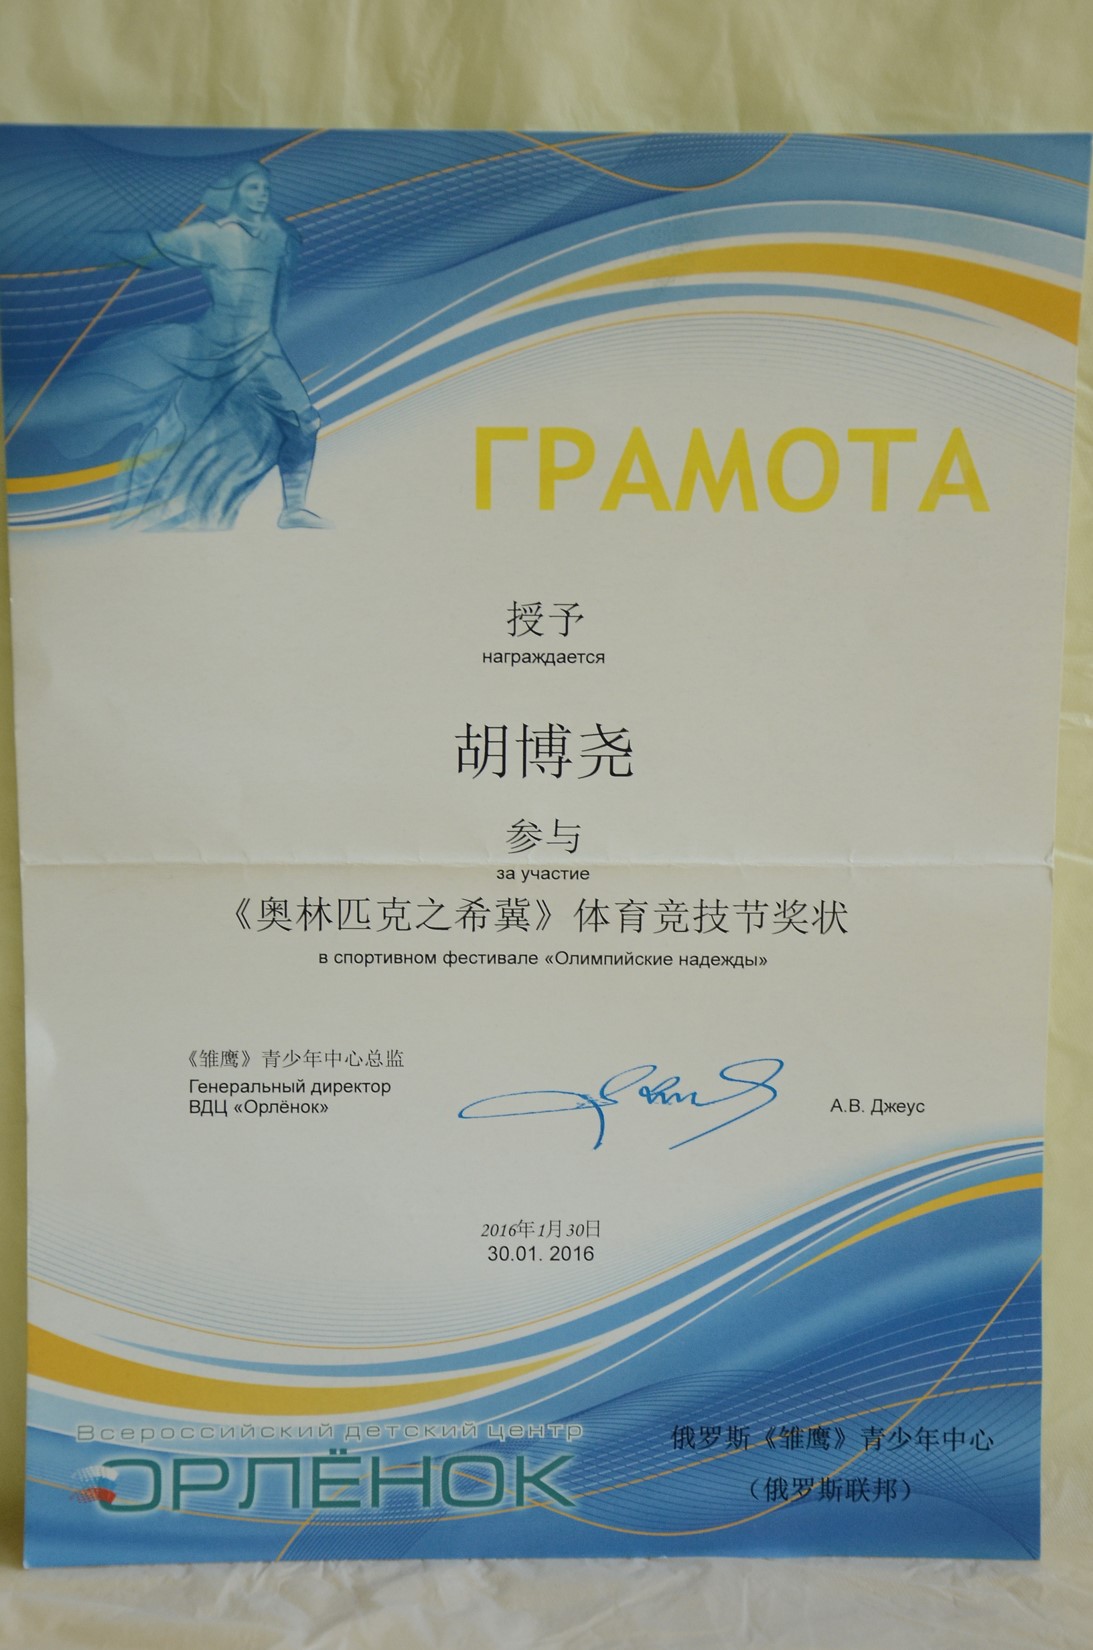 ГРАМОТА
授予
награждается
胡博尧
参与
за участие
《奥林匹克之希冀》体育竞技节奖状
в спортивном фестивале «Олимпийские надежды»
《雏鹰》青少年中心总监
Генеральный директор
ВДЦ «Орлёнок»
А.В. Джеус
2016年1月30日
30.01. 2016
Всероссийский детский центр
ОРЛЁНОК
俄罗斯《雏鹰》青少年中心
（俄罗斯联邦）